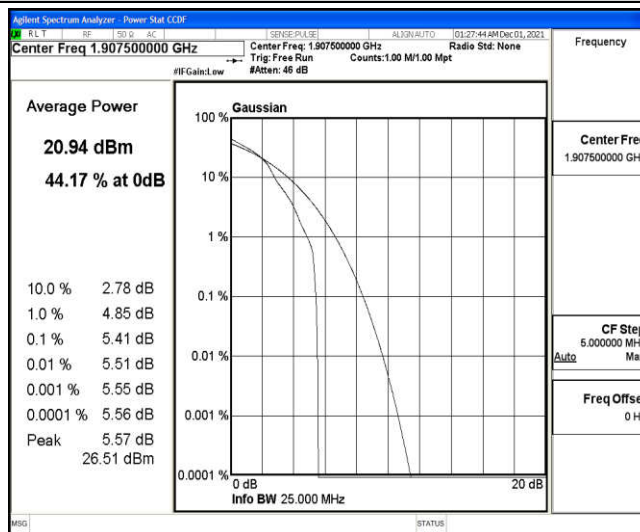 Agilent Spectrum Analyzer - Power Stat CCDF
R L T RF 50 Ω AC SENSE:PULSE ALIGN AUTO 01:27:44 AM Dec 01, 2021
Center Freq 1.907500000 GHz
Center Freq: 1.907500000 GHz Radio Std: None
Trig: Free Run Counts:1.00 M/1.00 Mpt
#IFGain:Low #Atten: 46 dB
Frequency
Average Power
20.94 dBm
44.17 % at 0dB
10.0 % 2.78 dB
1.0 % 4.85 dB
0.1 % 5.41 dB
0.01 % 5.51 dB
0.001 % 5.55 dB
0.0001 % 5.56 dB
Peak 5.57 dB
26.51 dBm
Gaussian
100 %
10 %
1 %
0.1 %
0.01 %
0.001 %
0.0001 %
0 dB 20 dB
Info BW 25.000 MHz
Center Fre
1.907500000 GH
CF Step
5.000000 MH
Auto Ma
Freq Offse
0 H
MSG STATUS